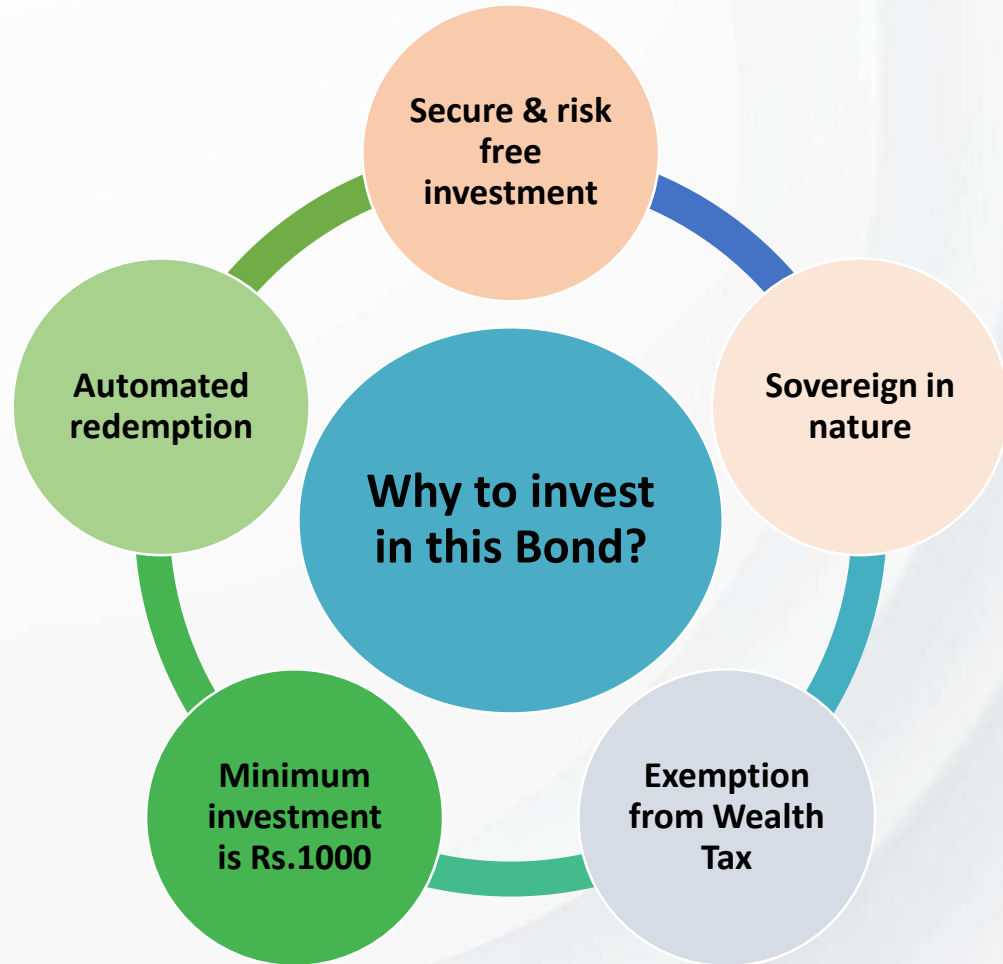 Secure & risk
free
investment
Automated
redemption
Sovereign in
nature
Why to invest
in this Bond?
Minimum
investment
is Rs.1000
Exemption
from Wealth
Tax